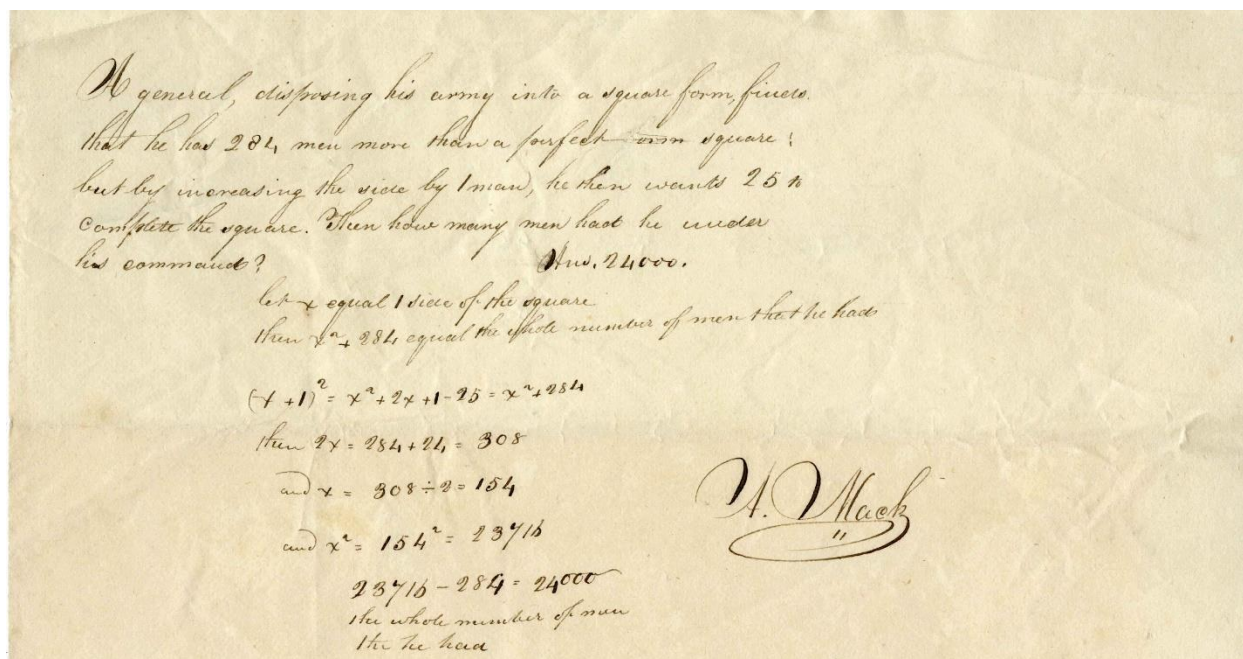 A general, disposing his army into a square form, finds
that he has 284 men more than a perfect square:
but by increasing the side by 1 man, he then wants 25 to
complete the square. Then how many men had he under
his command? Ans. 24000.
let x equal 1 side of the square
then x² + 284 equal the whole number of men that he had
(x + 1)² = x² + 2x + 1 - 25 = x² + 284
then 2x = 284 + 24 = 308
and x = 308 ÷ 2 = 154
and x² = 154² = 23716
23716 - 284 = 24000
the whole number of men
the he had
A. Mack